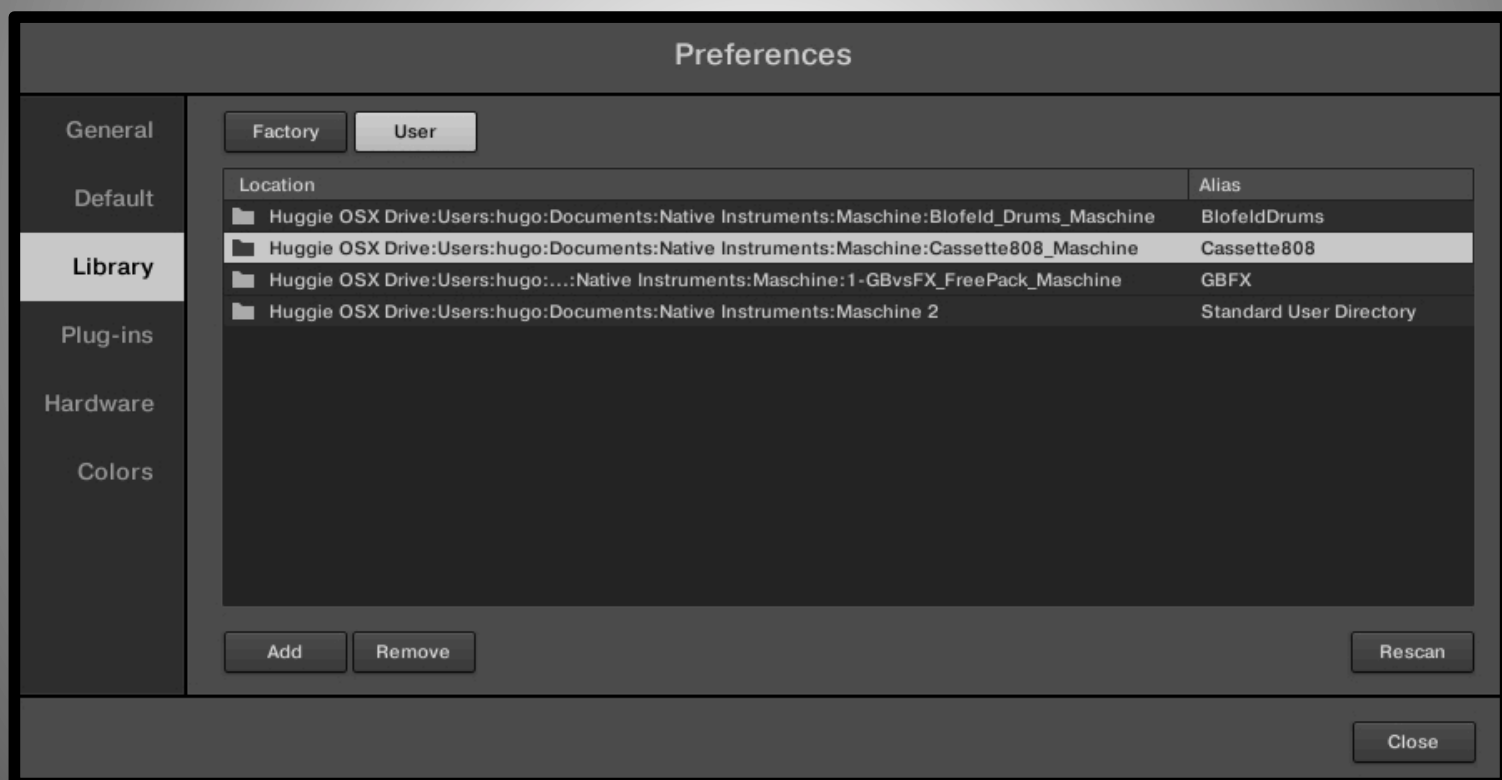 Preferences
General
Default
Library
Plug-ins
Hardware
Colors
Factory User
Location Alias
Huggie OSX Drive:Users:hugo:Documents:Native Instruments:Maschine:Blofeld_Drums_Maschine BlofeldDrums
Huggie OSX Drive:Users:hugo:Documents:Native Instruments:Maschine:Cassette808_Maschine Cassette808
Huggie OSX Drive:Users:hugo:...:Native Instruments:Maschine:1-GBvsFX_FreePack_Maschine GBFX
Huggie OSX Drive:Users:hugo:Documents:Native Instruments:Maschine 2 Standard User Directory
Add Remove Rescan
Close